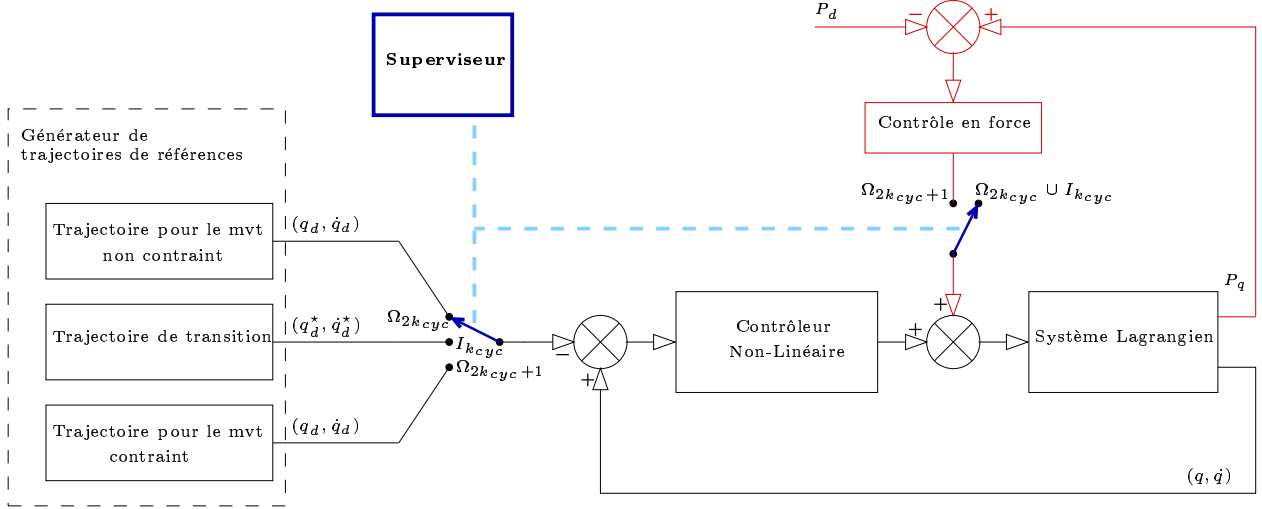 P_d
−
+
Superviseur
Contrôle en force
Générateur de
trajectoires de références
Ω_{2k_{cyc}+1}
Ω_{2k_{cyc}} ∪ I_{k_{cyc}}
(q_d, q̇_d)
Trajectoire pour le mvt
non contraint
P_q
+
(q_d^⋆, q̇_d^⋆)
Ω_{2k_{cyc}}
Trajectoire de transition
I_{k_{cyc}}
−
Contrôleur
Non-Linéaire
+
Système Lagrangien
Ω_{2k_{cyc}+1}
+
(q_d, q̇_d)
Trajectoire pour le mvt
contraint
(q, q̇)